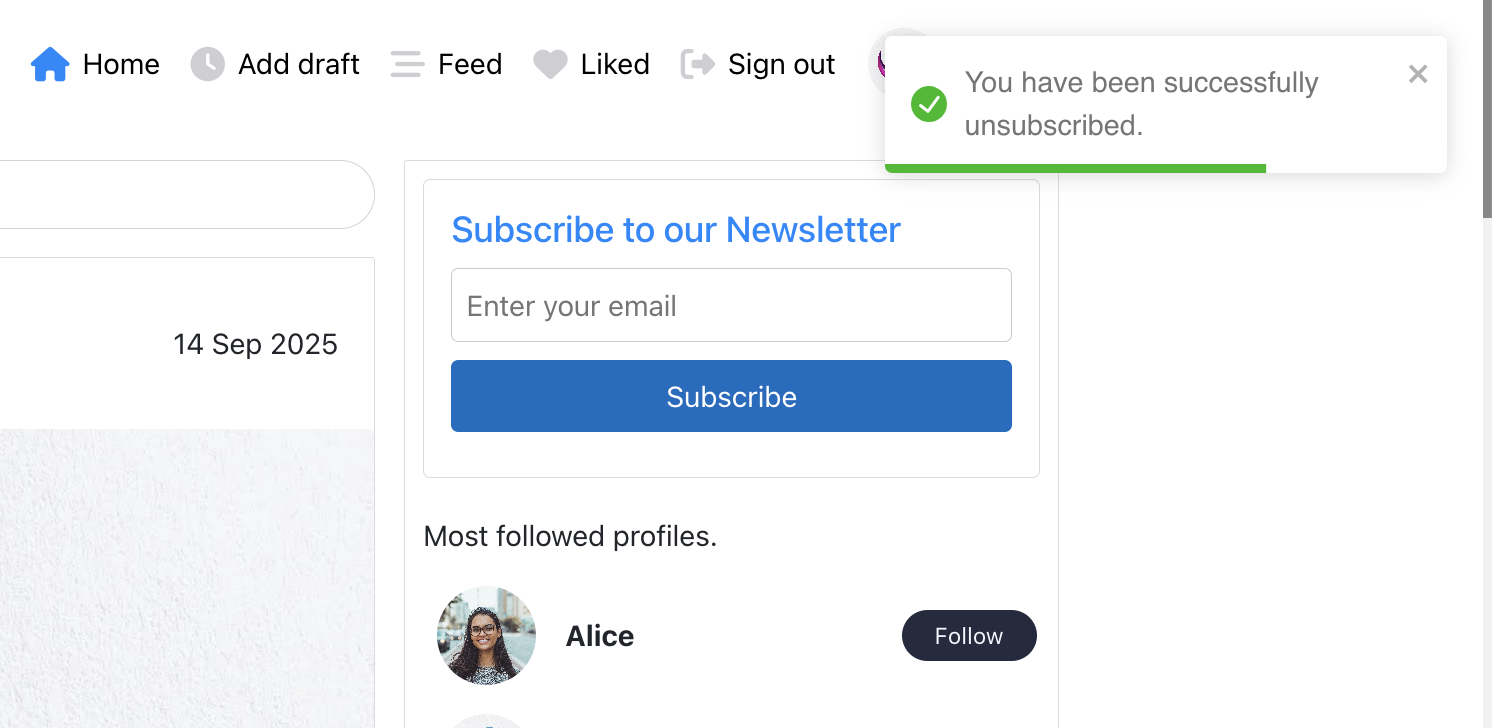 Home Add draft Feed Liked Sign out
You have been successfully
unsubscribed.
Subscribe to our Newsletter
Enter your email
14 Sep 2025
Subscribe
Most followed profiles.
Alice Follow